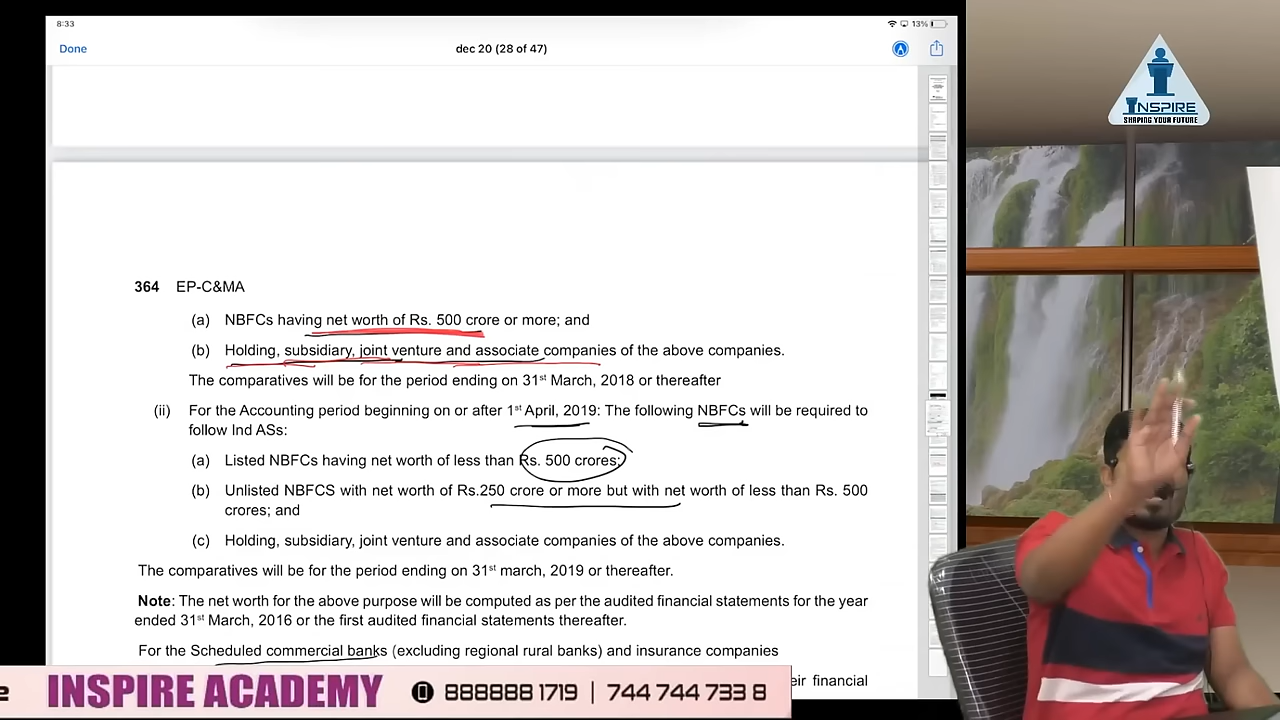 8:33
13%
Done
dec 20 (28 of 47)
INSPIRE
SHAPING YOUR FUTURE
364 EP-C&MA
(a) NBFCs having net worth of Rs. 500 crore or more; and
(b) Holding, subsidiary, joint venture and associate companies of the above companies.
The comparatives will be for the period ending on 31st March, 2018 or thereafter
(ii) For the Accounting period beginning on or after 1st April, 2019: The following NBFCs will be required to
follow Ind ASs:
(a) Listed NBFCs having net worth of less than Rs. 500 crores;
(b) Unlisted NBFCS with net worth of Rs.250 crore or more but with net worth of less than Rs. 500
crores; and
(c) Holding, subsidiary, joint venture and associate companies of the above companies.
The comparatives will be for the period ending on 31st march, 2019 or thereafter.
Note: The net worth for the above purpose will be computed as per the audited financial statements for the year
ended 31st March, 2016 or the first audited financial statements thereafter.
For the Scheduled commercial banks (excluding regional rural banks) and insurance companies
financial
INSPIRE ACADEMY 888888 1719 | 744 744 733 8